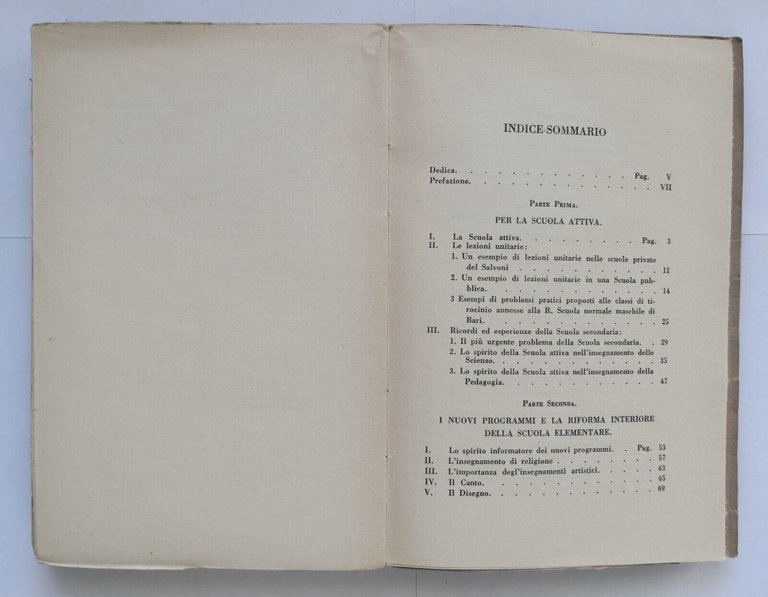 INDICE-SOMMARIO
Dedica. . . . . . . . . . . . . Pag. V
Prefazione. . . . . . . . . . . . . . VII
PARTE PRIMA.
PER LA SCUOLA ATTIVA.
I. La Scuola attiva. . . . . . . . . Pag. 3
II. Le lezioni unitarie:
1. Un esempio di lezioni unitarie nelle scuole private
del Salvoni . . . . . . . . . . 11
2. Un esempio di lezioni unitarie in una Scuola pub-
blica. . . . . . . . . . . . 14
3 Esempi di problemi pratici proposti alle classi di ti-
rocinio annesse alla R. Scuola normale maschile di
Bari. . . . . . . . . . . . 25
III. Ricordi ed esperienze della Scuola secondaria:
1. Il più urgente problema della Scuola secondaria. . 29
2. Lo spirito della Scuola attiva nell'insegnamento delle
Scienze. . . . . . . . . . . 35
3. Lo spirito della Scuola attiva nell'insegnamento della
Pedagogia. . . . . . . . . . . 47
PARTE SECONDA.
I NUOVI PROGRAMMI E LA RIFORMA INTERIORE
DELLA SCUOLA ELEMENTARE.
I. Lo spirito informatore dei nuovi programmi. . Pag. 53
II. L'insegnamento di religione . . . . . . . 57
III. L'importanza degl'insegnamenti artistici. . . . . 63
IV. Il Canto. . . . . . . . . . . . 65
V. Il Disegno. . . . . . . . . . . . 69